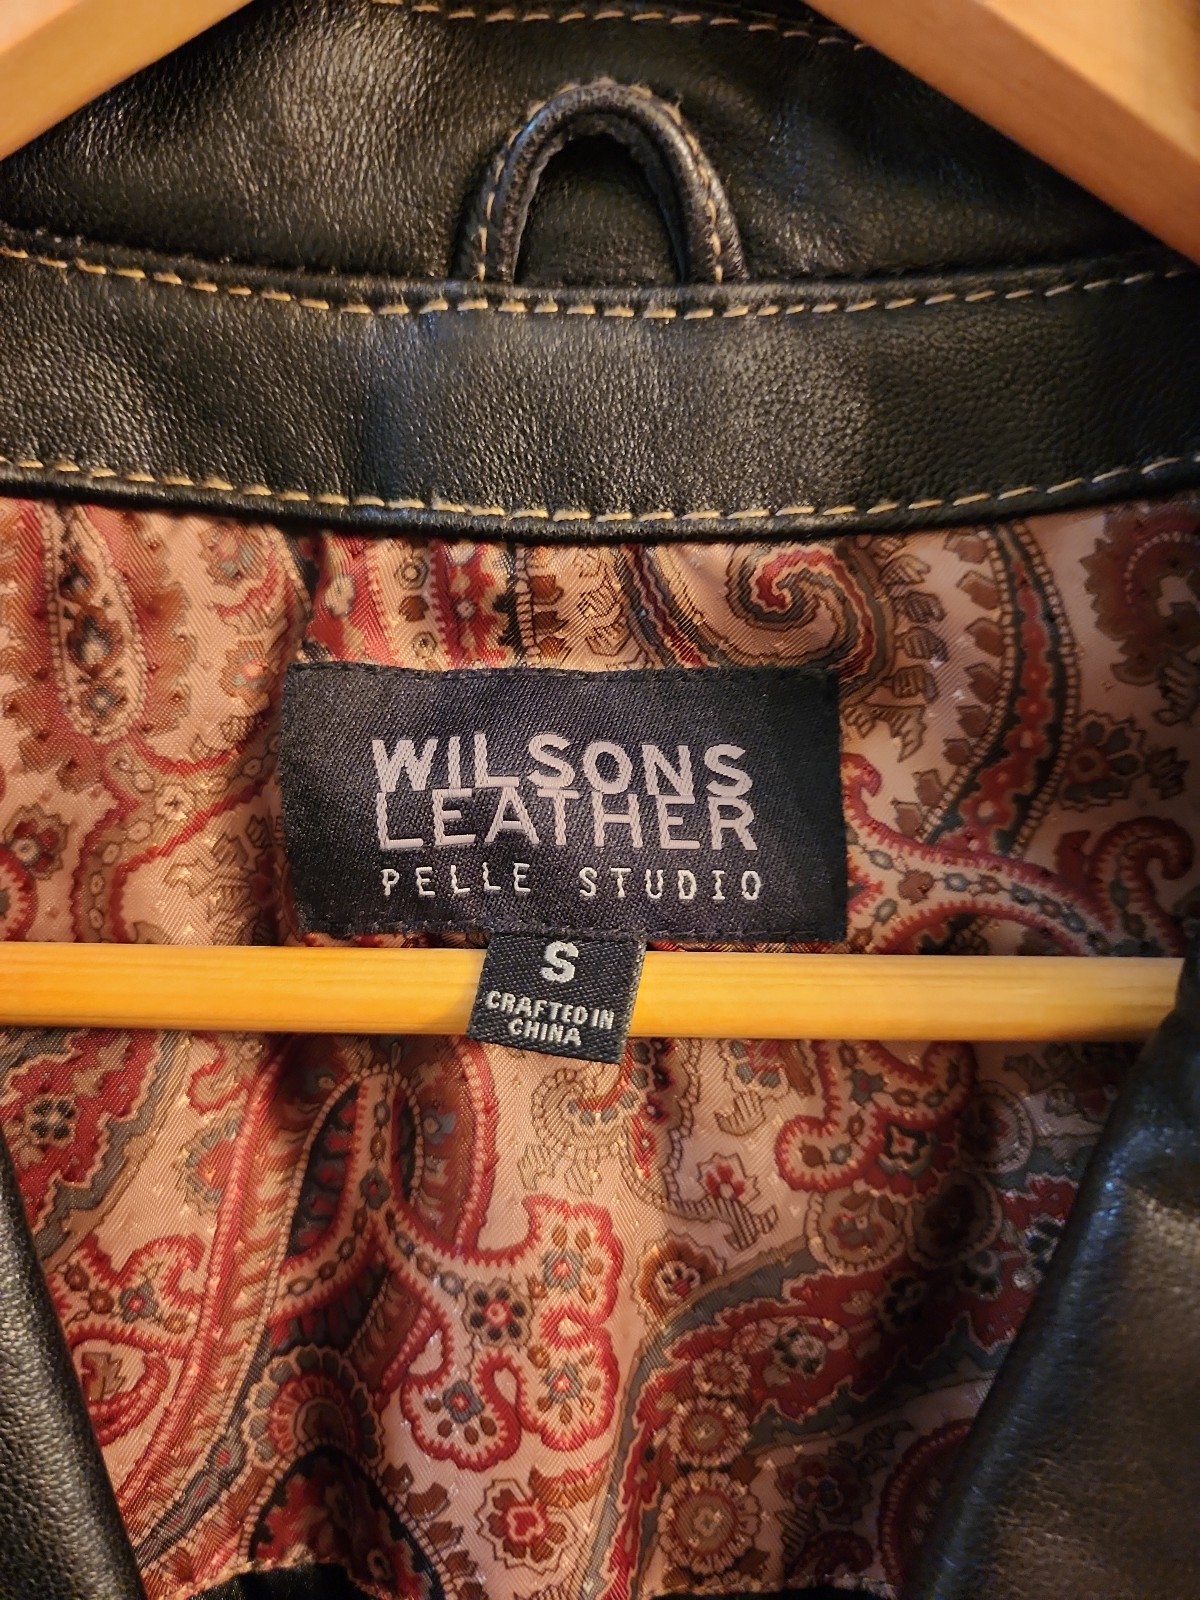 WILSONS
LEATHER
PELLE STUDIO
S
CRAFTED IN
CHINA